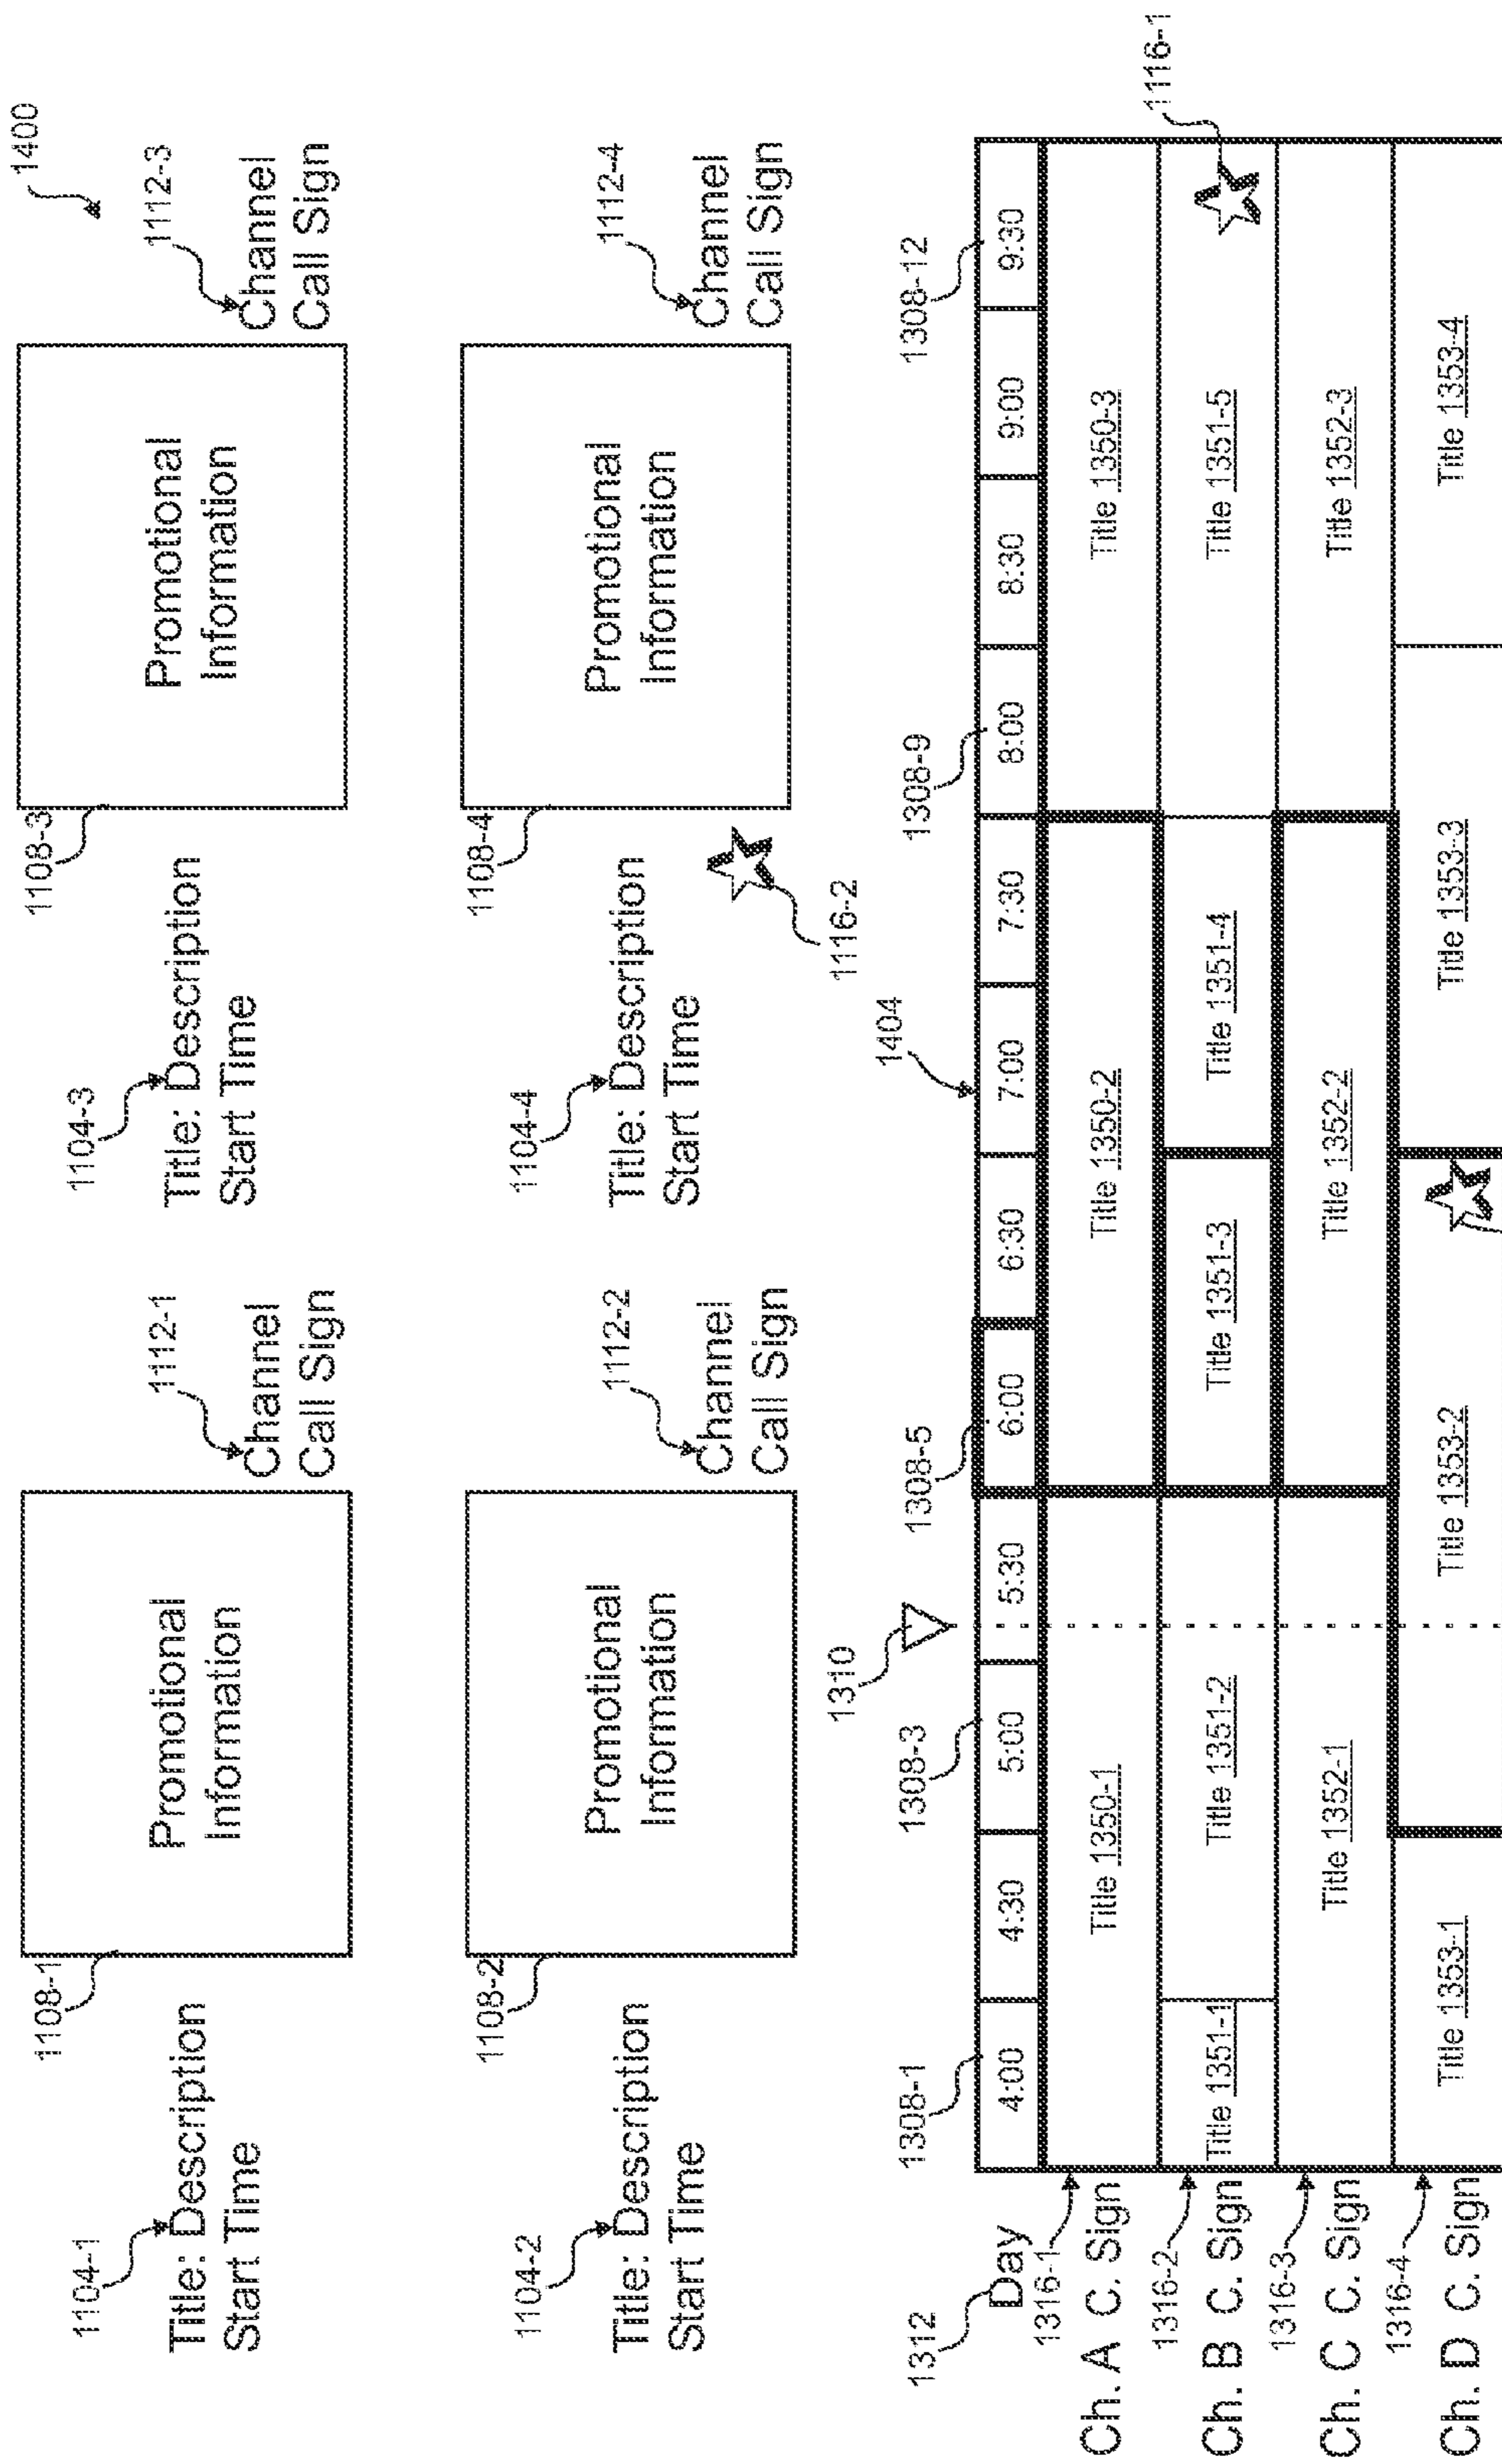 1400
1104-1
Title: Description
Start Time
1108-1
Promotional
Information
1112-1
Channel
Call Sign
1104-3
Title: Description
Start Time
1108-3
Promotional
Information
1112-3
Channel
Call Sign
1104-2
Title: Description
Start Time
1108-2
Promotional
Information
1112-2
Channel
Call Sign
1104-4
Title: Description
Start Time
1116-2
1108-4
Promotional
Information
1112-4
Channel
Call Sign
1310
1404
1312
1308-1
1308-3
1308-5
1308-9
1308-12
1116-1
Day
4:00 4:30 5:00 5:30 6:00 6:30 7:00 7:30 8:00 8:30 9:00 9:30
1316-1
Ch. A C. Sign
Title 1350-1 Title 1350-2 Title 1350-3
1316-2
Ch. B C. Sign
Title 1351-1 Title 1351-2 Title 1351-3 Title 1351-4 Title 1351-5
1316-3
Ch. C C. Sign
Title 1352-1 Title 1352-2 Title 1352-3
1316-4
Ch. D C. Sign
Title 1353-1 Title 1353-2 Title 1353-3 Title 1353-4